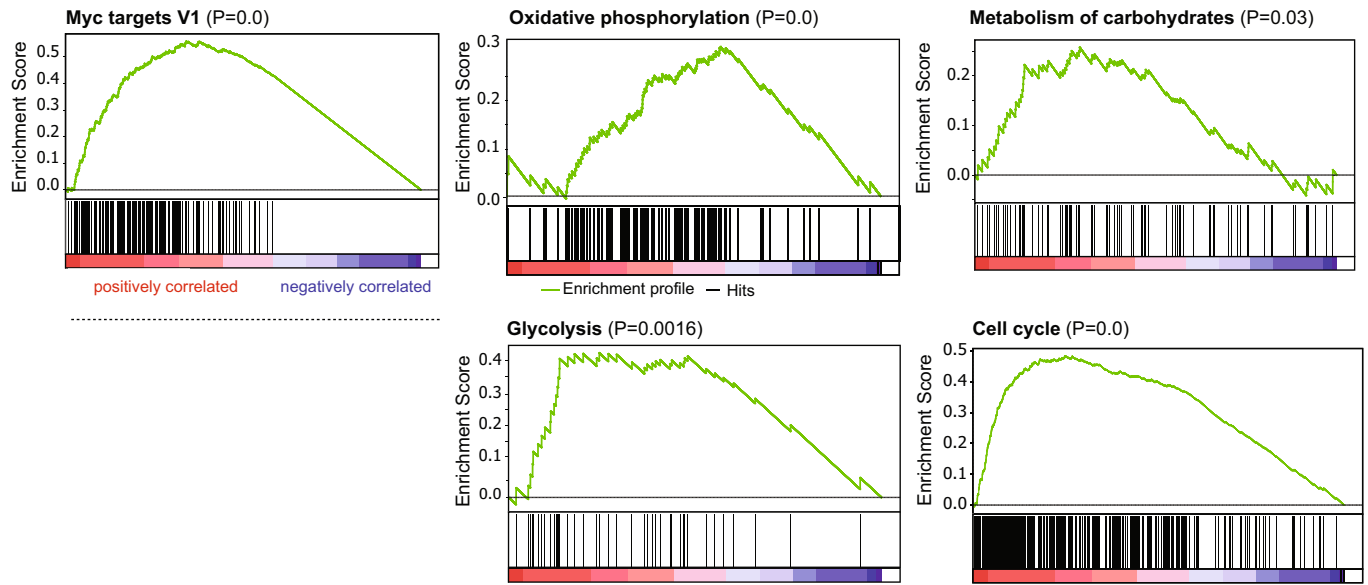 Myc targets V1 (P=0.0)
Enrichment Score
0.5
0.4
0.3
0.2
0.1
0.0
positively correlated
negatively correlated
Oxidative phosphorylation (P=0.0)
Enrichment Score
0.3
0.2
0.1
0.0
Enrichment profile
Hits
Metabolism of carbohydrates (P=0.03)
Enrichment Score
0.2
0.1
0.0
Glycolysis (P=0.0016)
Enrichment Score
0.4
0.3
0.2
0.1
0.0
Cell cycle (P=0.0)
Enrichment Score
0.5
0.4
0.3
0.2
0.1
0.0